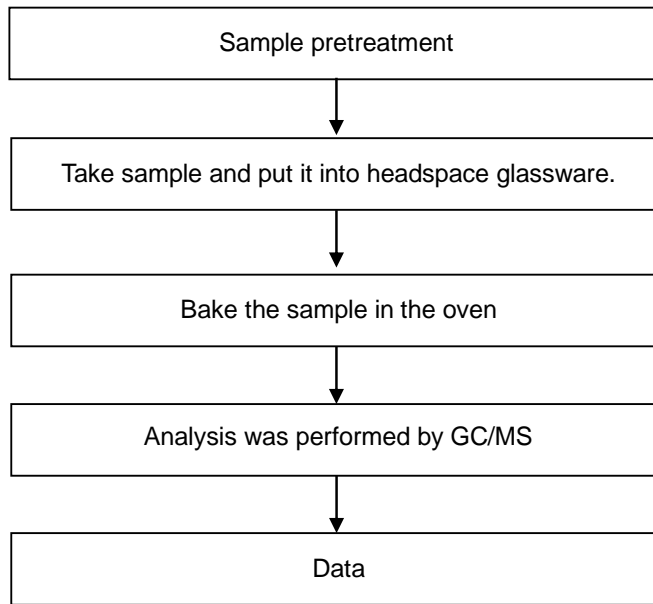 Sample pretreatment
Take sample and put it into headspace glassware.
Bake the sample in the oven
Analysis was performed by GC/MS
Data